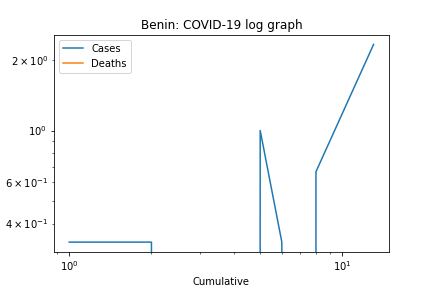 Benin: COVID-19 log graph
Cases
Deaths
2 × 10⁰
10⁰
6 × 10⁻¹
4 × 10⁻¹
10⁰
10¹
Cumulative